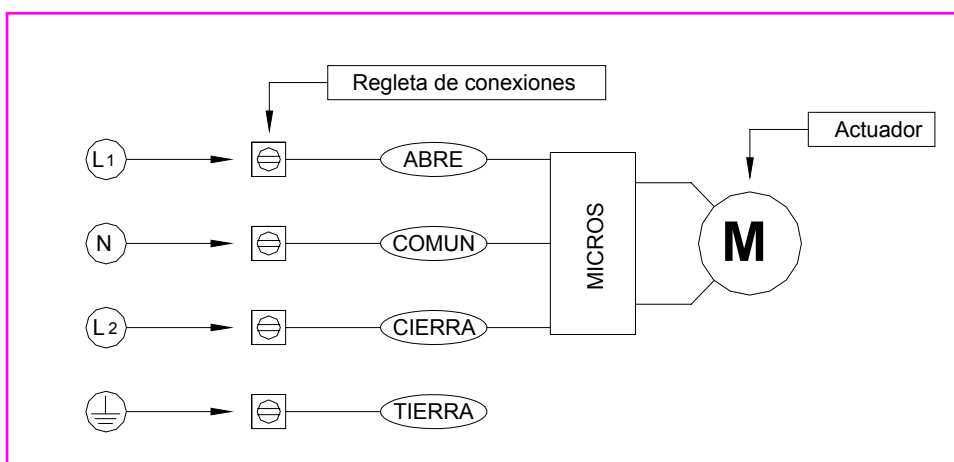 Regleta de conexiones
Actuador
L1
ABRE
N
COMUN
MICROS
M
L2
CIERRA
TIERRA